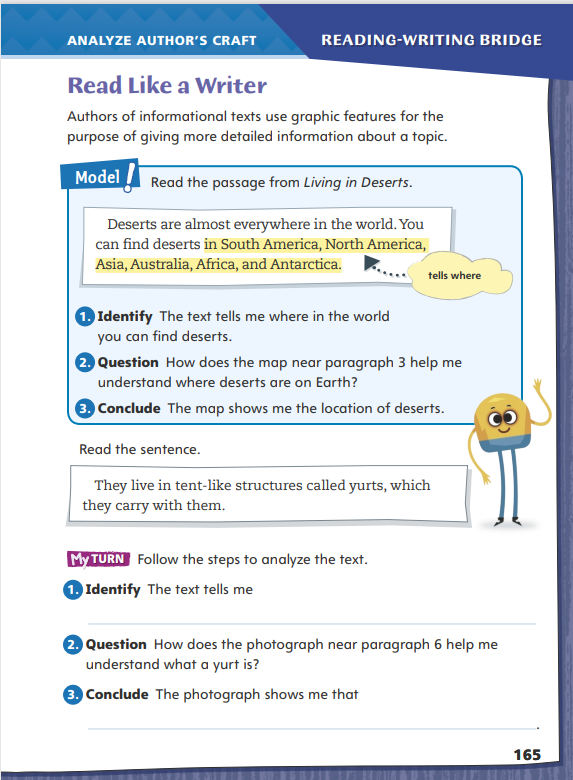 ANALYZE AUTHOR'S CRAFT
READING-WRITING BRIDGE
Read Like a Writer
Authors of informational texts use graphic features for the
purpose of giving more detailed information about a topic.
Model!
Read the passage from Living in Deserts.
Deserts are almost everywhere in the world. You
can find deserts in South America, North America,
Asia, Australia, Africa, and Antarctica.
tells where
1. Identify The text tells me where in the world
you can find deserts.
2. Question How does the map near paragraph 3 help me
understand where deserts are on Earth?
3. Conclude The map shows me the location of deserts.
Read the sentence.
They live in tent-like structures called yurts, which
they carry with them.
My TURN Follow the steps to analyze the text.
1. Identify The text tells me
2. Question How does the photograph near paragraph 6 help me
understand what a yurt is?
3. Conclude The photograph shows me that
.
165